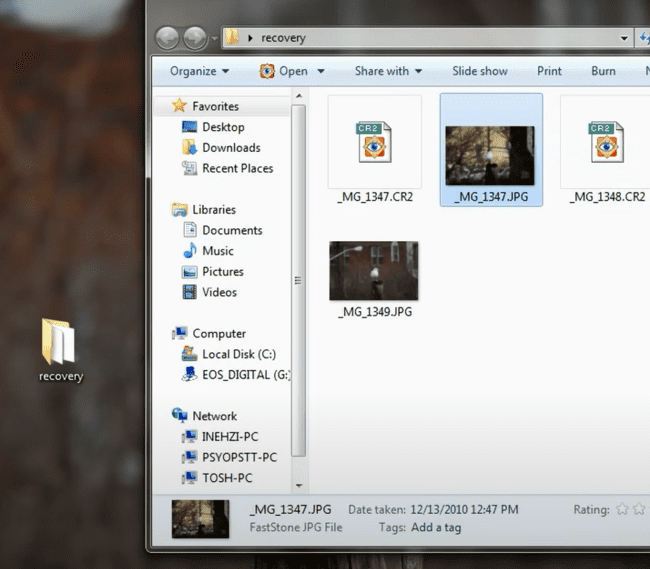 recovery
Organize Open Share with Slide show Print Burn
Favorites
Desktop
Downloads
Recent Places
Libraries
Documents
Music
Pictures
Videos
Computer
Local Disk (C:)
EOS_DIGITAL (G:)
Network
INEHZI-PC
PSYOPSTT-PC
TOSH-PC
CR2 CR2
_MG_1347.CR2 _MG_1347.JPG _MG_1348.CR2
_MG_1349.JPG
recovery
_MG_1347.JPG Date taken: 12/13/2010 12:47 PM Rating:
FastStone JPG File Tags: Add a tag